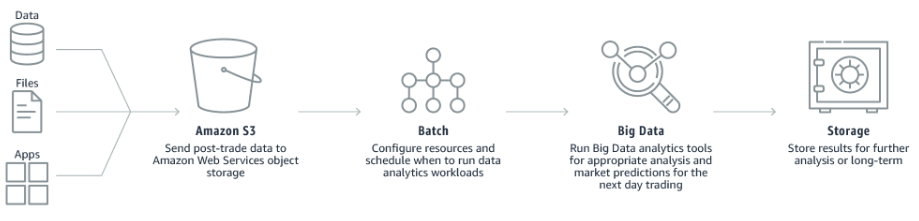 Data
Files
Apps
Amazon S3
Send post-trade data to
Amazon Web Services object
storage
Batch
Configure resources and
schedule when to run data
analytics workloads
Big Data
Run Big Data analytics tools
for appropriate analysis and
market predictions for the
next day trading
Storage
Store results for further
analysis or long-term